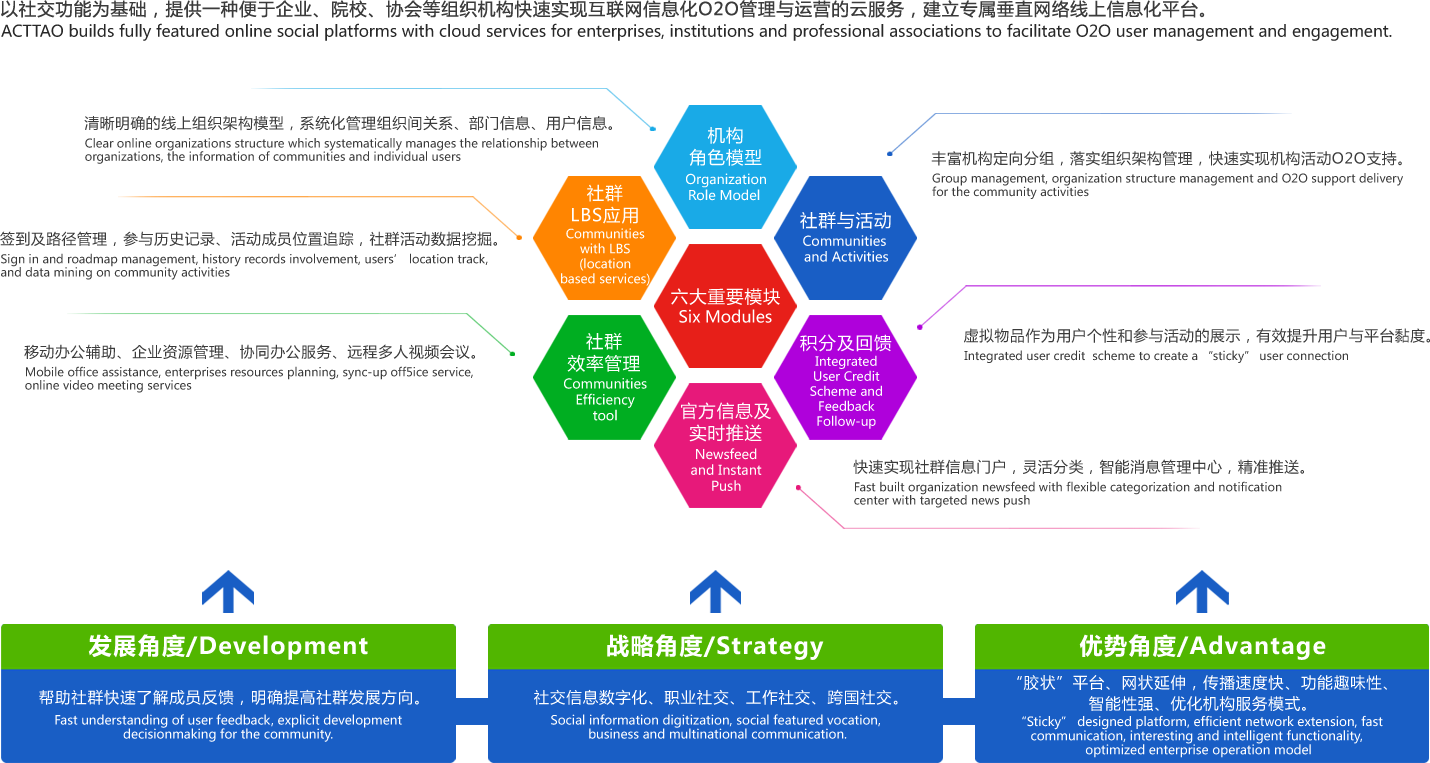 以社交功能为基础，提供一种便于企业、院校、协会等组织机构快速实现互联网信息化O2O管理与运营的云服务，建立专属垂直网络线上信息化平台。
ACTTAO builds fully featured online social platforms with cloud services for enterprises, institutions and professional associations to facilitate O2O user management and engagement.
清晰明确的线上组织架构模型，系统化管理组织间关系、部门信息、用户信息。
Clear online organizations structure which systematically manages the relationship between
organizations, the information of communities and individual users
机构
角色模型
Organization
Role Model
丰富机构定向分组，落实组织架构管理，快速实现机构活动O2O支持。
Group management, organization structure management and O2O support delivery
for the community activities
签到及路径管理，参与历史记录、活动成员位置追踪，社群活动数据挖掘。
Sign in and roadmap management, history records involvement, users’ location track,
and data mining on community activities
社群
LBS应用
Communities
with LBS
(location
based services)
社群与活动
Communities
and Activities
六大重要模块
Six Modules
移动办公辅助、企业资源管理、协同办公服务、远程多人视频会议。
Mobile office assistance, enterprises resources planning, sync-up off5ice service,
online video meeting services
社群
效率管理
Communities
Efficiency
tool
积分及回馈
Integrated
User Credit
Scheme and
Feedback
Follow-up
虚拟物品作为用户个性和参与活动的展示，有效提升用户与平台黏度。
Integrated user credit scheme to create a “sticky” user connection
官方信息及
实时推送
Newsfeed
and Instant
Push
快速实现社群信息门户，灵活分类，智能消息管理中心，精准推送。
Fast built organization newsfeed with flexible categorization and notification
center with targeted news push
发展角度/Development
帮助社群快速了解成员反馈，明确提高社群发展方向。
Fast understanding of user feedback, explicit development
decisionmaking for the community.
战略角度/Strategy
社交信息数字化、职业社交、工作社交、跨国社交。
Social information digitization, social featured vocation,
business and multinational communication.
优势角度/Advantage
“胶状”平台、网状延伸，传播速度快、功能趣味性、
智能性强、优化机构服务模式。
“Sticky” designed platform, efficient network extension, fast
communication, interesting and intelligent functionality,
optimized enterprise operation model